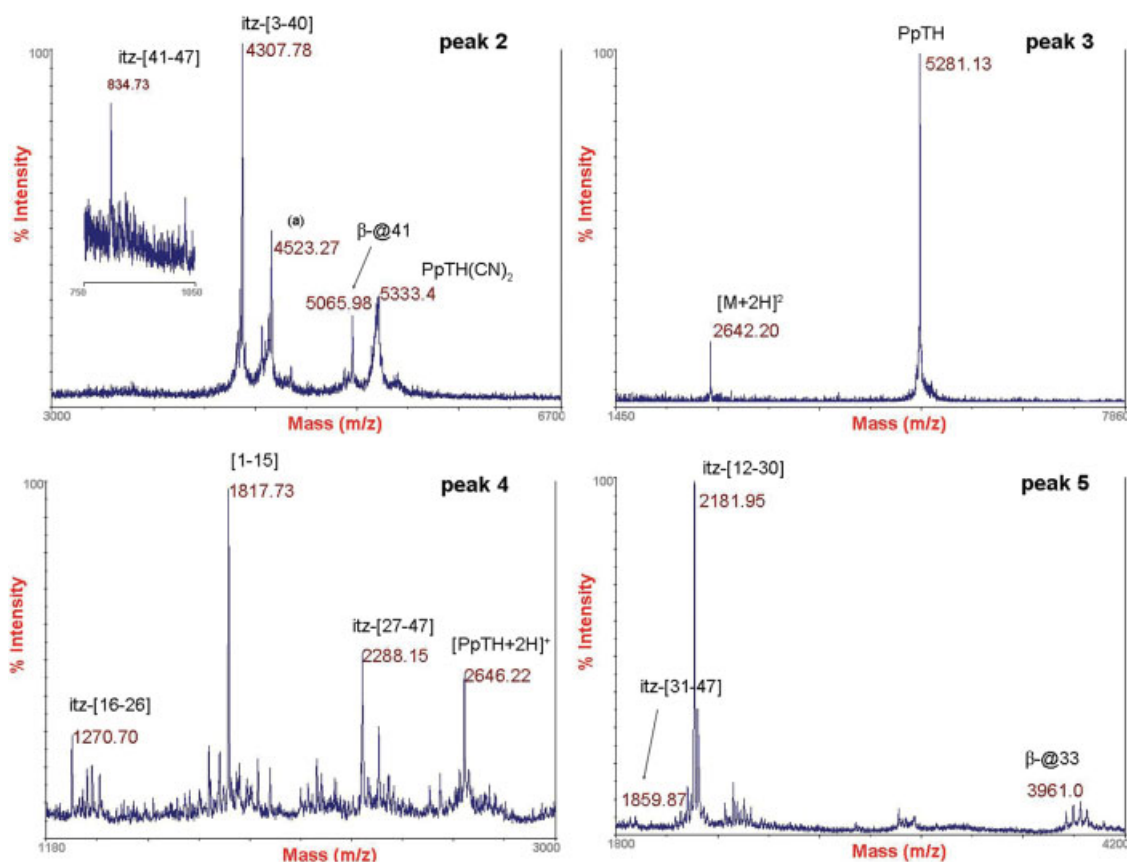 itz-[3-40]
4307.78
peak 2
itz-[41-47]
834.73
100
(a)
4523.27
β-@41
5065.98
PpTH(CN)₂
5333.4
% Intensity
750
1050
3000
6700
Mass (m/z)
PpTH
5281.13
peak 3
100
[M+2H]²
2642.20
% Intensity
1450
7860
Mass (m/z)
[1-15]
1817.73
peak 4
100
itz-[27-47]
2288.15
[PpTH+2H]⁺
2646.22
itz-[16-26]
1270.70
% Intensity
1180
3000
Mass (m/z)
itz-[12-30]
2181.95
peak 5
100
itz-[31-47]
1859.87
β-@33
3961.0
% Intensity
1800
4200
Mass (m/z)